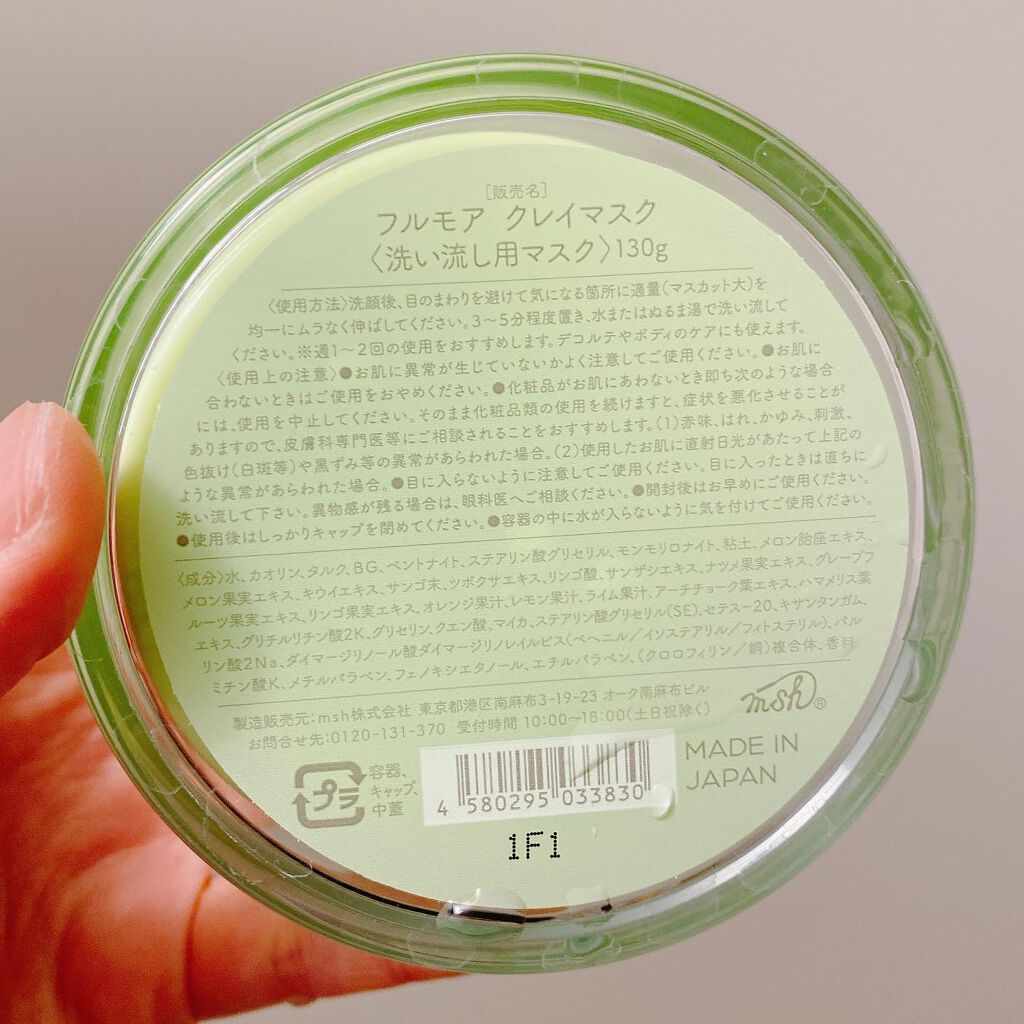 ［販売名］
フルモア クレイマスク
〈洗い流し用マスク〉130g
〈使用方法〉洗顔後、目のまわりを避けて気になる箇所に適量(マスカット大)を
均一にムラなく伸ばしてください。3～5分程度置き、水またはぬるま湯で洗い流して
ください。※週1～2回の使用をおすすめします。デコルテやボディのケアにも使えます。
〈使用上の注意〉●お肌に異常が生じていないかよく注意してご使用ください。●お肌に
合わないときはご使用をおやめください。●化粧品がお肌にあわないとき即ち次のような場合
には、使用を中止してください。そのまま化粧品類の使用を続けますと、症状を悪化させることが
ありますので、皮膚科専門医等にご相談されることをおすすめします。(1)赤味、はれ、かゆみ、刺激、
色抜け(白斑等)や黒ずみ等の異常があらわれた場合。(2)使用したお肌に直射日光があたって上記の
ような異常があらわれた場合。●目に入らないように注意してご使用ください。目に入ったときは直ちに
洗い流して下さい。異物感が残る場合は、眼科医へご相談ください。●開封後はお早めにご使用ください。
●使用後はしっかりキャップを閉めてください。●容器の中に水が入らないように気を付けてください。
〈成分〉水、カオリン、タルク、BG、ベントナイト、ステアリン酸グリセリル、モンモリロナイト、粘土、メロン胎座エキス、
メロン果実エキス、キウイエキス、サンゴ末、ツボクサエキス、リンゴ酸、サンザシエキス、ナツメ果実エキス、グレープフ
ルーツ果実エキス、リンゴ果実エキス、オレンジ果汁、レモン果汁、ライム果汁、アーチチョーク葉エキス、ハマメリス葉
エキス、グリチルリチン酸2K、グリセリン、クエン酸、マイカ、ステアリン酸グリセリル(SE)、セテス－20、キサンタンガム、
リン酸2Na、ダイマージリノール酸ダイマージリノレイルビス(ベヘニル／イソステアリル／フィトステリル)、パル
ミチン酸K、メチルパラベン、フェノキシエタノール、エチルパラベン、(クロロフィリン／銅)複合体、香料
製造販売元：msh株式会社 東京都港区南麻布3-19-23 オーク南麻布ビル
お問合せ先：0120-131-370 受付時間 10:00～18:00(土日祝除く)
msh®
プラ
容器、
キャップ、
中蓋
4 580295 033830
MADE IN
JAPAN
1F1